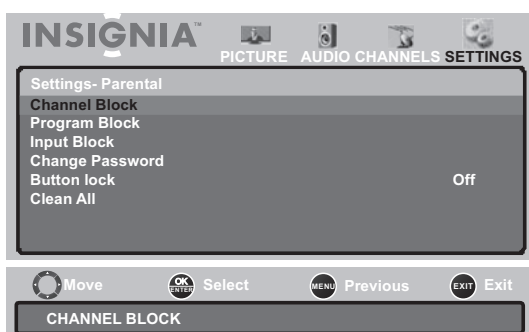 INSIGNIA™
PICTURE AUDIO CHANNELS SETTINGS
Settings- Parental
Channel Block
Program Block
Input Block
Change Password
Button lock Off
Clean All
Move OK ENTER Select MENU Previous EXIT Exit
CHANNEL BLOCK